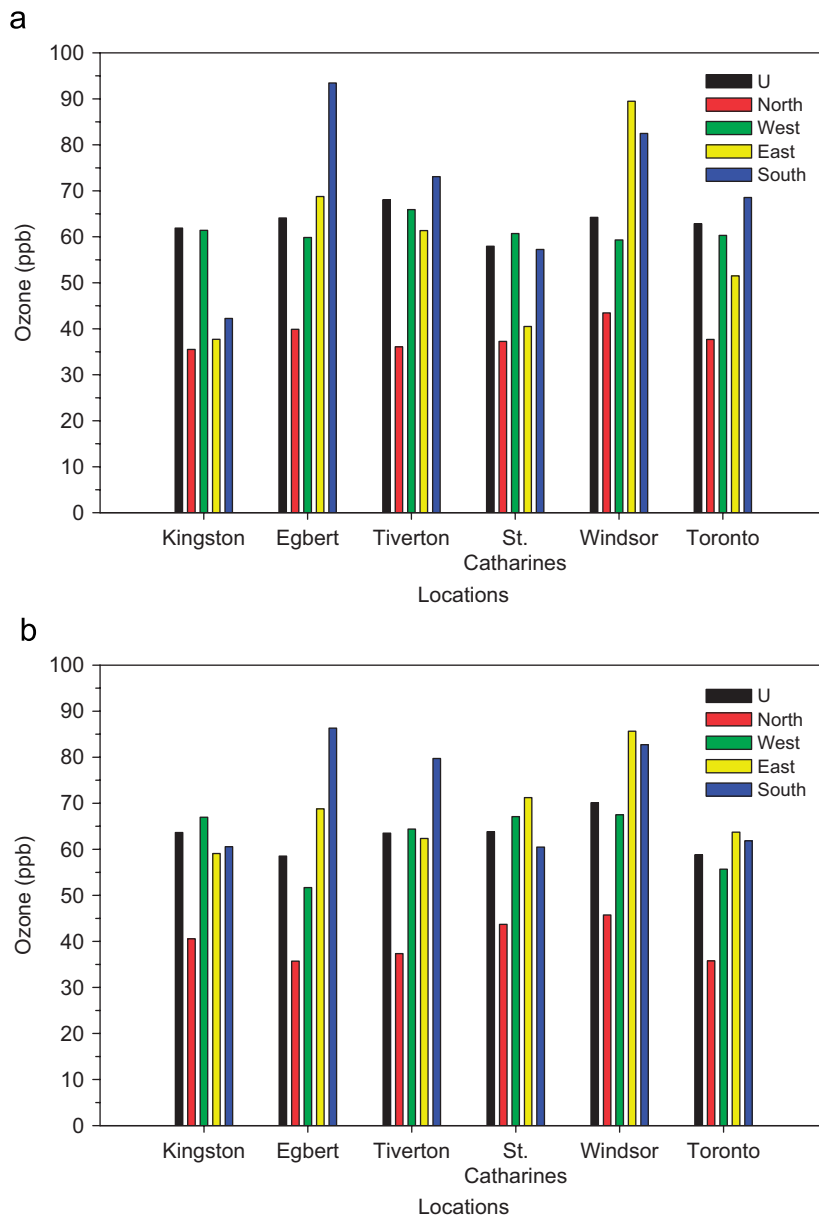 a
100
90
80
70
60
50
40
30
20
10
0
Ozone (ppb)
U
North
West
East
South
Kingston Egbert Tiverton St. Windsor Toronto
Catharines
Locations
b
100
90
80
70
60
50
40
30
20
10
0
Ozone (ppb)
U
North
West
East
South
Kingston Egbert Tiverton St. Windsor Toronto
Catharines
Locations